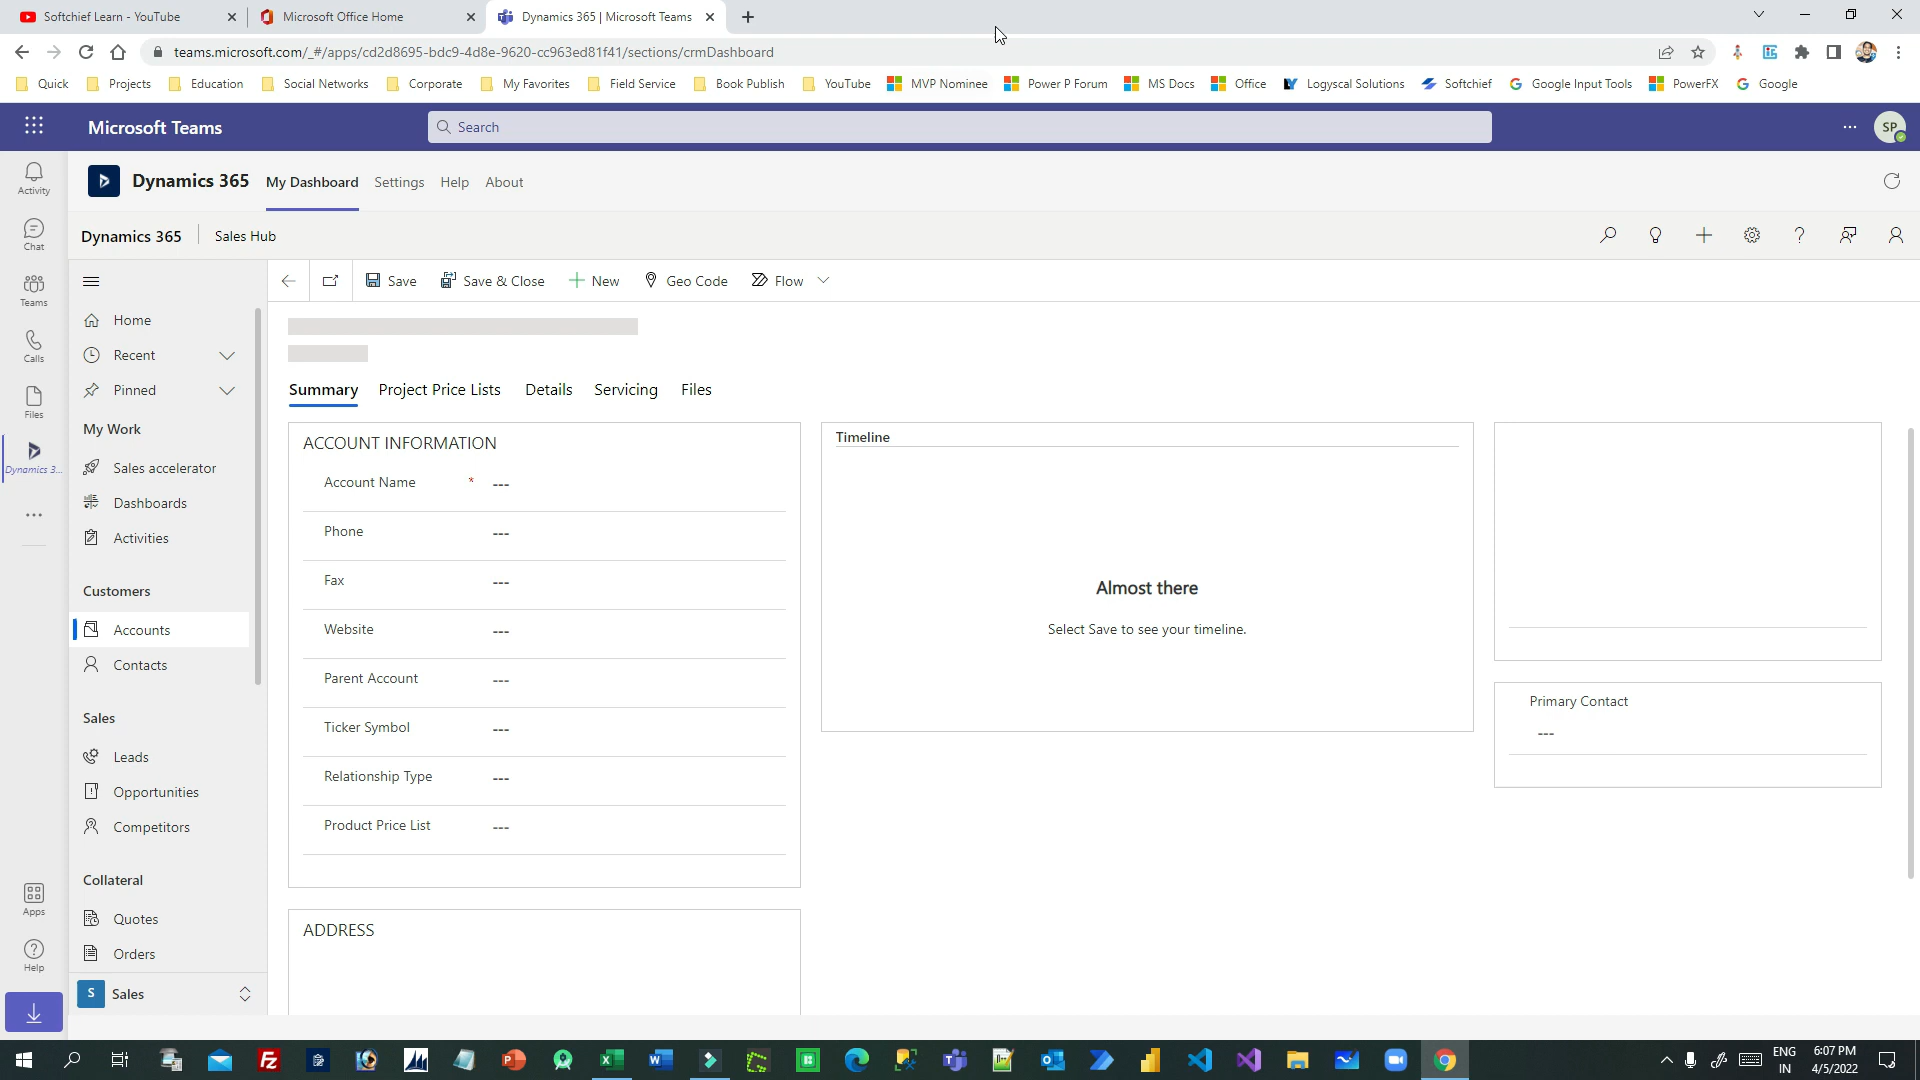 Softchief Learn - YouTube
Microsoft Office Home
Dynamics 365 | Microsoft Teams
teams.microsoft.com/_#/apps/cd2d8695-bdc9-4d8e-9620-cc963ed81f41/sections/crmDashboard
Quick Projects Education Social Networks Corporate My Favorites Field Service Book Publish YouTube MVP Nominee Power P Forum MS Docs Office Logyscal Solutions Softchief Google Input Tools PowerFX Google
Microsoft Teams
Search
SP
Activity
Chat
Teams
Calls
Files
Dynamics 3...
Apps
Help
Dynamics 365 My Dashboard Settings Help About
Dynamics 365 Sales Hub
Home
Recent
Pinned
My Work
Sales accelerator
Dashboards
Activities
Customers
Accounts
Contacts
Sales
Leads
Opportunities
Competitors
Collateral
Quotes
Orders
S Sales
Save Save & Close New Geo Code Flow
Summary Project Price Lists Details Servicing Files
ACCOUNT INFORMATION
Account Name * ---
Phone ---
Fax ---
Website ---
Parent Account ---
Ticker Symbol ---
Relationship Type ---
Product Price List ---
ADDRESS
Timeline
Almost there
Select Save to see your timeline.
Primary Contact
---
ENG
IN
6:07 PM
4/5/2022